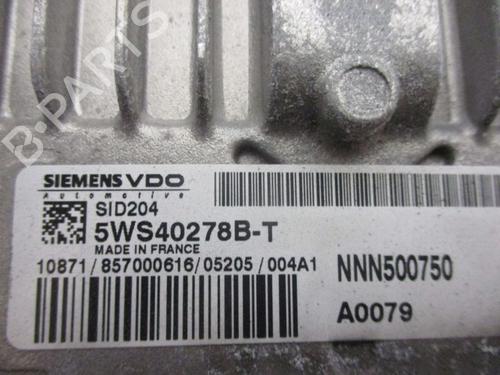 B-PARTS
SIEMENS VDO
Automotive
SID204
5WS40278B-T
MADE IN FRANCE
10871/857000616/05205/004A1
NNN500750
A0079